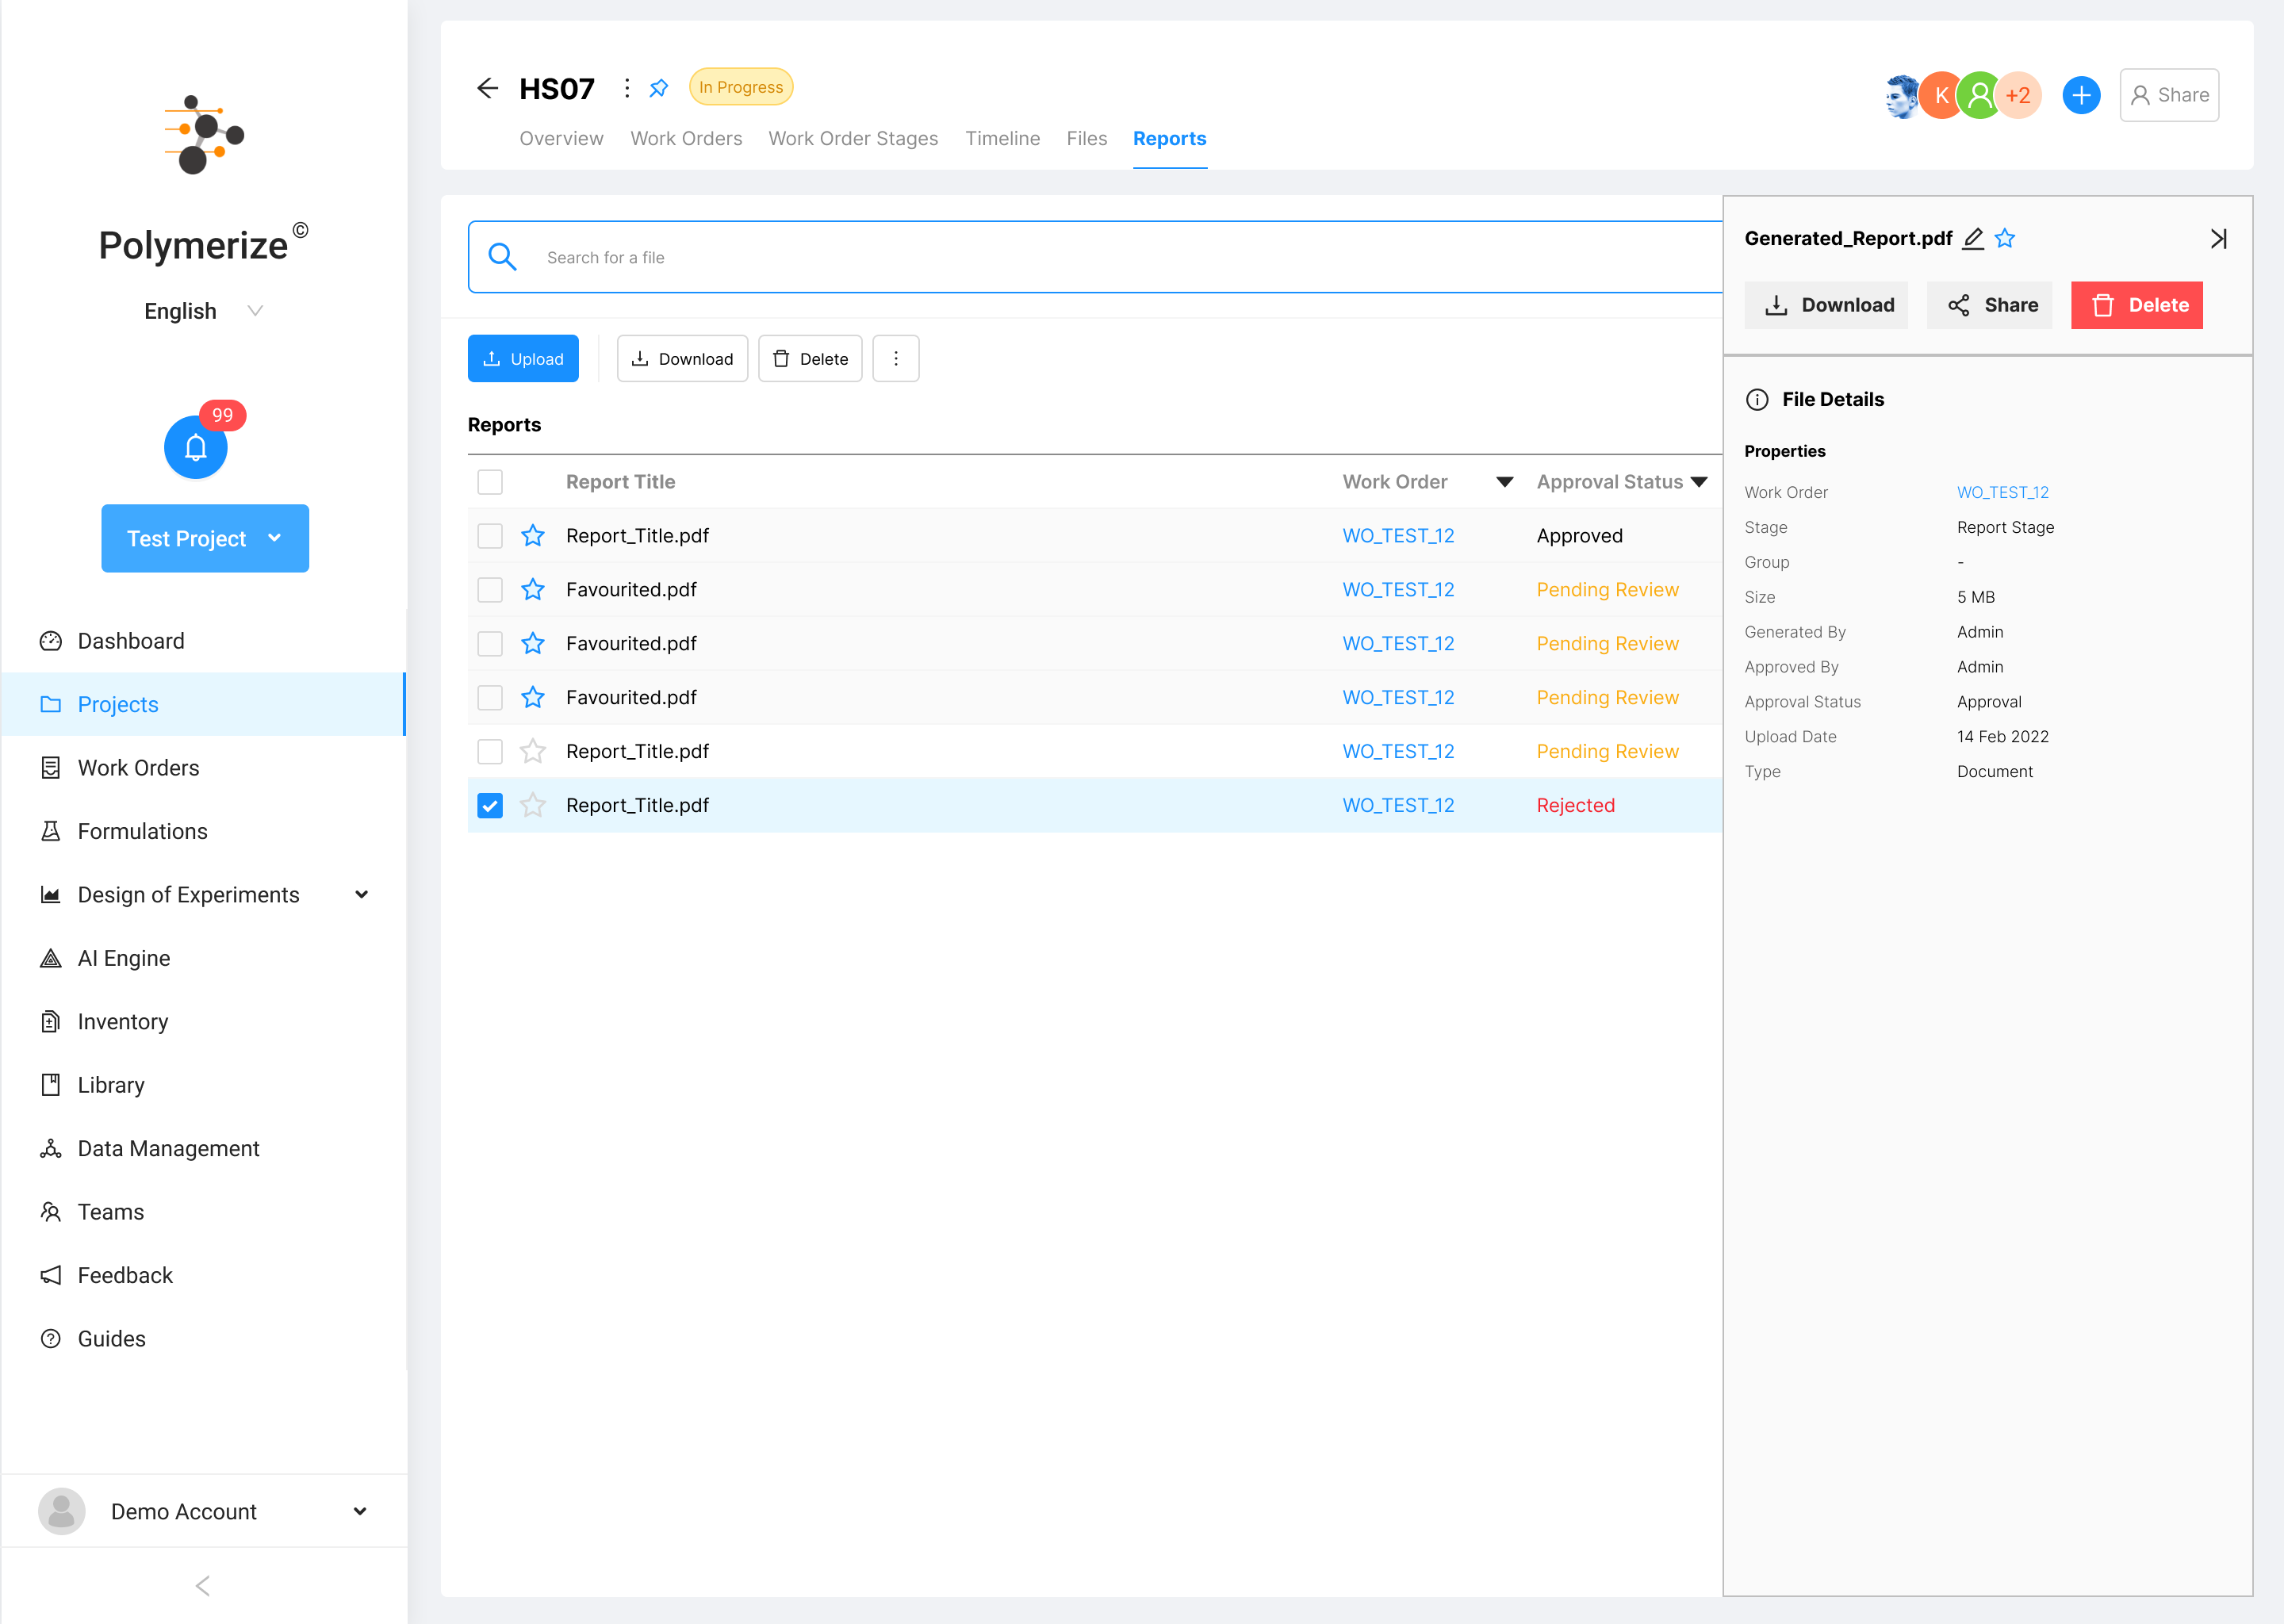 Polymerize ©
English
99
Test Project
Dashboard
Projects
Work Orders
Formulations
Design of Experiments
AI Engine
Inventory
Library
Data Management
Teams
Feedback
Guides
Demo Account
HS07 In Progress
K +2 Share
Overview Work Orders Work Order Stages Timeline Files Reports
Search for a file
Upload Download Delete
Reports
Report Title Work Order Approval Status
Report_Title.pdf WO_TEST_12 Approved
Favourited.pdf WO_TEST_12 Pending Review
Favourited.pdf WO_TEST_12 Pending Review
Favourited.pdf WO_TEST_12 Pending Review
Report_Title.pdf WO_TEST_12 Pending Review
Report_Title.pdf WO_TEST_12 Rejected
Generated_Report.pdf
Download Share Delete
File Details
Properties
Work Order WO_TEST_12
Stage Report Stage
Group -
Size 5 MB
Generated By Admin
Approved By Admin
Approval Status Approval
Upload Date 14 Feb 2022
Type Document